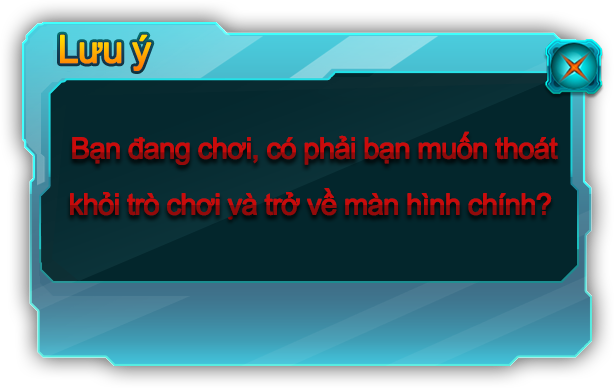 Lưu ý
Bạn đang chơi, có phải bạn muốn thoát
khỏi trò chơi và trở về màn hình chính?